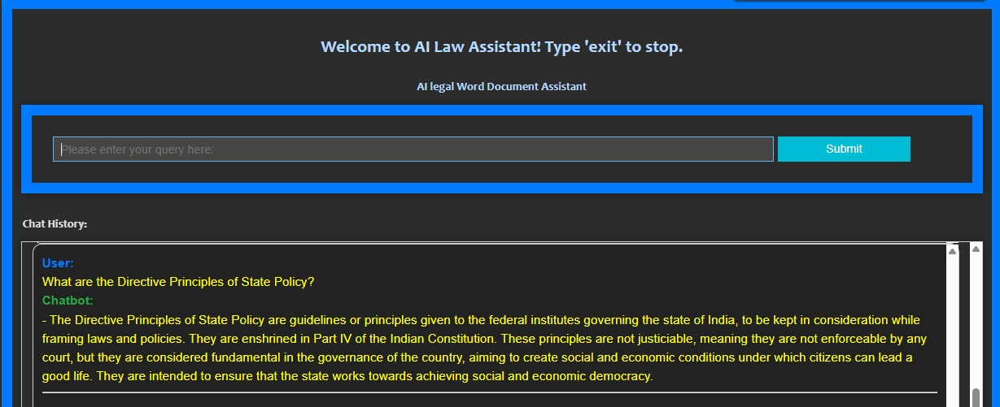 Welcome to AI Law Assistant! Type 'exit' to stop.
AI legal Word Document Assistant
Please enter your query here:
Submit
Chat History:
User:
What are the Directive Principles of State Policy?
Chatbot:
- The Directive Principles of State Policy are guidelines or principles given to the federal institutes governing the state of India, to be kept in consideration while
framing laws and policies. They are enshrined in Part IV of the Indian Constitution. These principles are not justiciable, meaning they are not enforceable by any
court, but they are considered fundamental in the governance of the country, aiming to create social and economic conditions under which citizens can lead a
good life. They are intended to ensure that the state works towards achieving social and economic democracy.